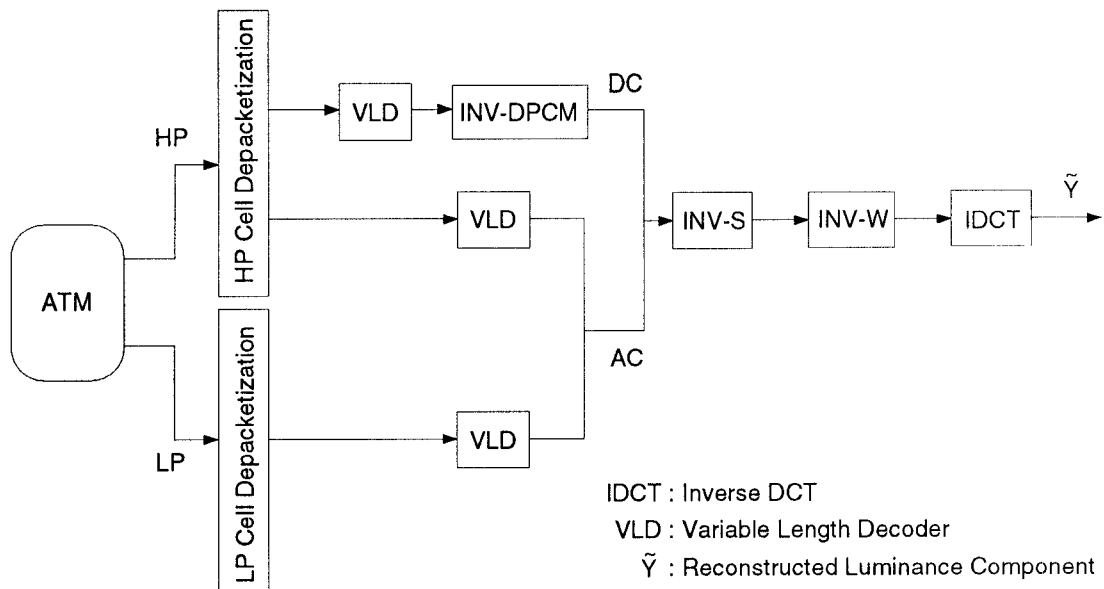 ATM
HP
LP
HP Cell Depacketization
LP Cell Depacketization
VLD
INV-DPCM
DC
VLD
VLD
AC
INV-S
INV-W
IDCT
Ỹ
IDCT : Inverse DCT
VLD : Variable Length Decoder
Ỹ : Reconstructed Luminance Component